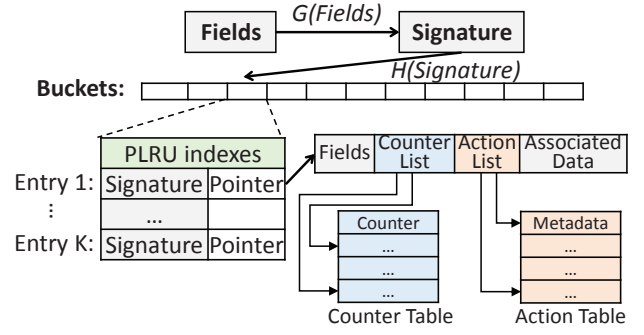 G(Fields)
Fields
Signature
H(Signature)
Buckets:
PLRU indexes
Entry 1: Signature Pointer
⋮ ...
Entry K: Signature Pointer
Fields Counter List Action List Associated Data
Counter
...
...
...
Counter Table
Metadata
...
...
...
Action Table